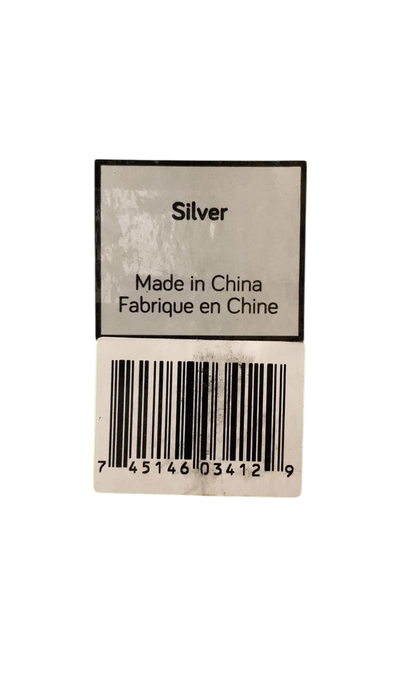 Silver
Made in China
Fabrique en Chine
7 45146 03412 9